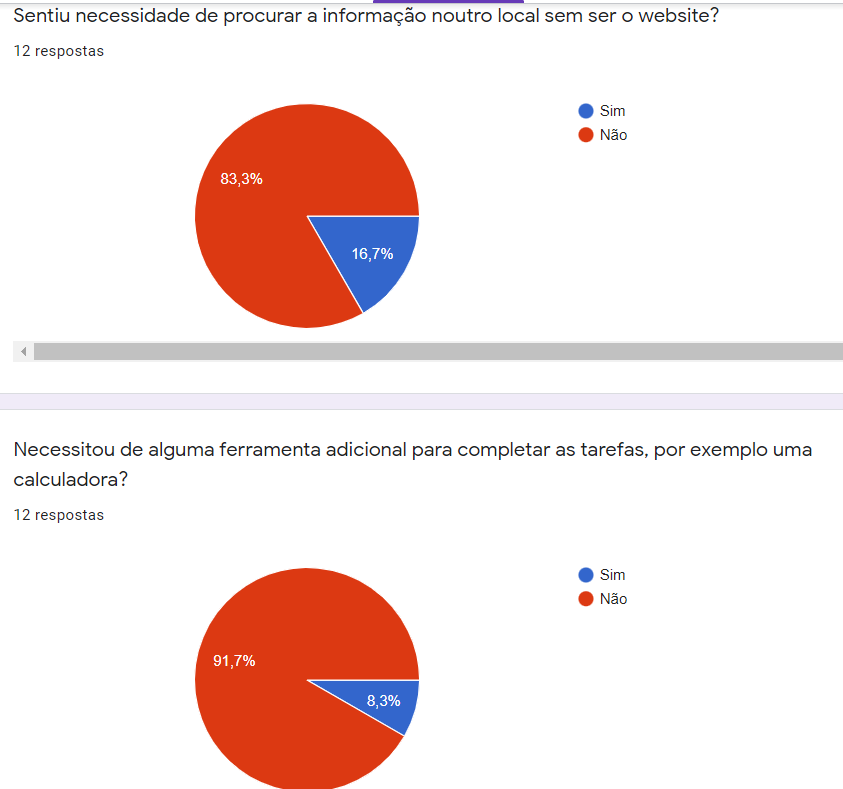 Sentiu necessidade de procurar a informação noutro local sem ser o website?
12 respostas
Sim
Não
83,3%
16,7%
Necessitou de alguma ferramenta adicional para completar as tarefas, por exemplo uma
calculadora?
12 respostas
Sim
Não
91,7%
8,3%